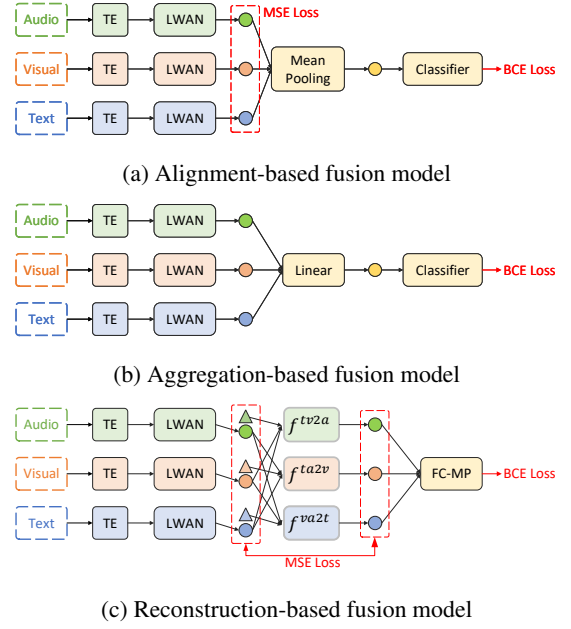 Audio TE LWAN MSE Loss
Visual TE LWAN Mean Pooling Classifier BCE Loss
Text TE LWAN
(a) Alignment-based fusion model
Audio TE LWAN
Visual TE LWAN Linear Classifier BCE Loss
Text TE LWAN
(b) Aggregation-based fusion model
Audio TE LWAN f^{tv2a}
Visual TE LWAN f^{ta2v} FC-MP BCE Loss
Text TE LWAN f^{va2t}
MSE Loss
(c) Reconstruction-based fusion model